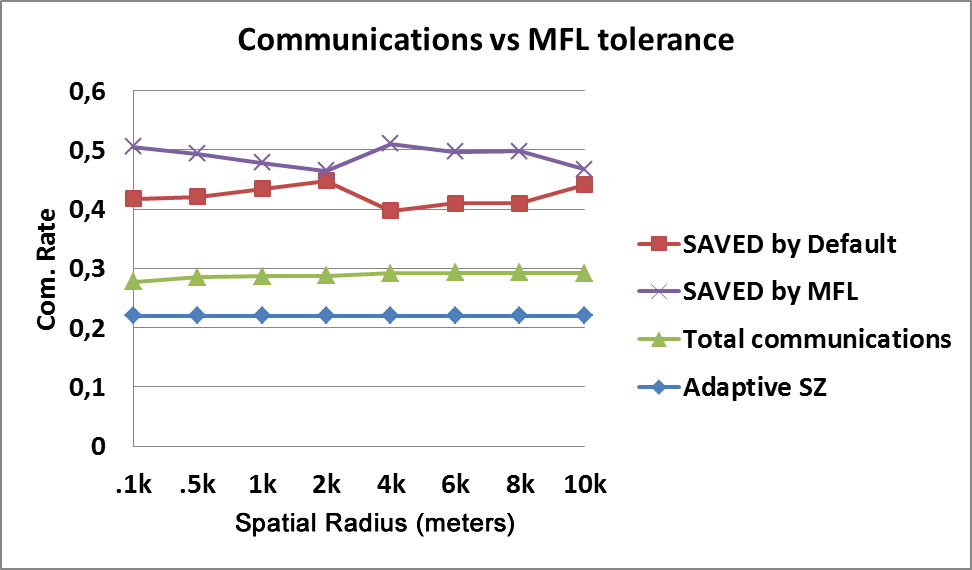 Communications vs MFL tolerance
0,6
0,5
0,4
0,3
0,2
0,1
0
Com. Rate
.1k .5k 1k 2k 4k 6k 8k 10k
Spatial Radius (meters)
SAVED by Default
SAVED by MFL
Total communications
Adaptive SZ